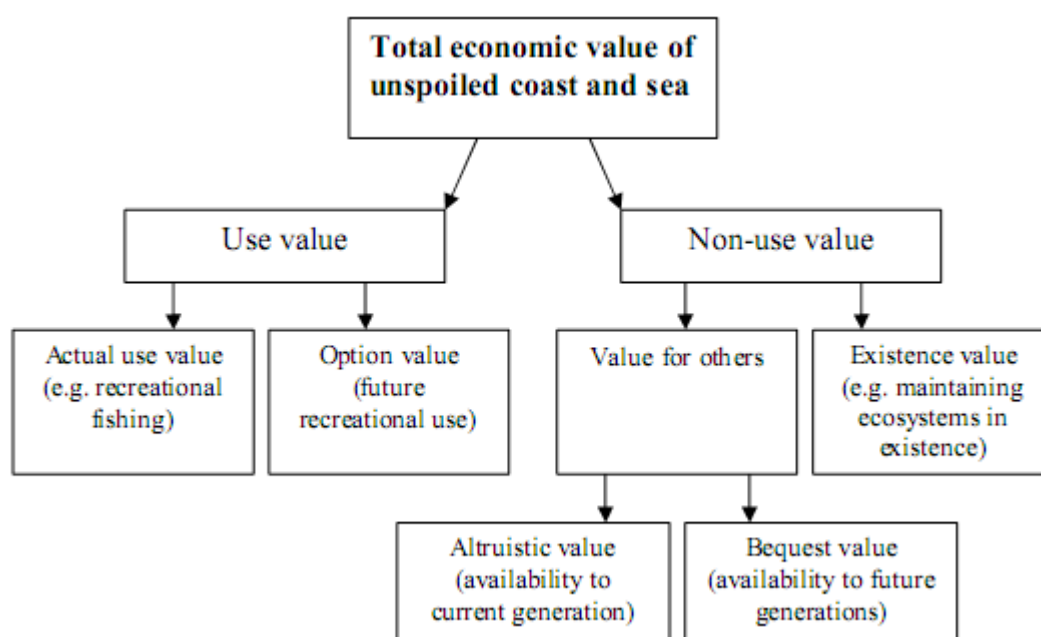 Total economic value of
unspoiled coast and sea
Use value
Non-use value
Actual use value
(e.g. recreational
fishing)
Option value
(future
recreational use)
Value for others
Existence value
(e.g. maintaining
ecosystems in
existence)
Altruistic value
(availability to
current generation)
Bequest value
(availability to future
generations)